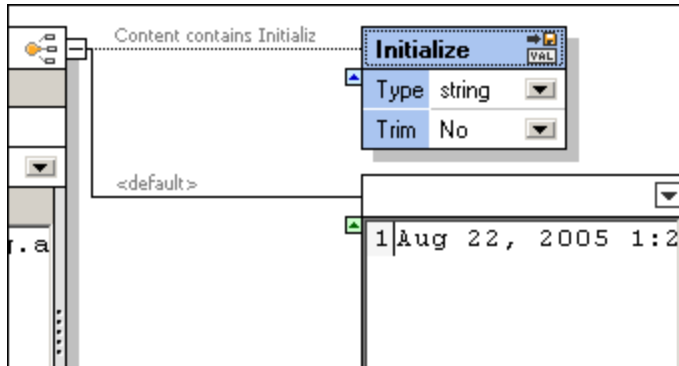 Content contains Initializ
Initialize
VAL
Type string
Trim No
<default>
r.a
1 Aug 22, 2005 1:2